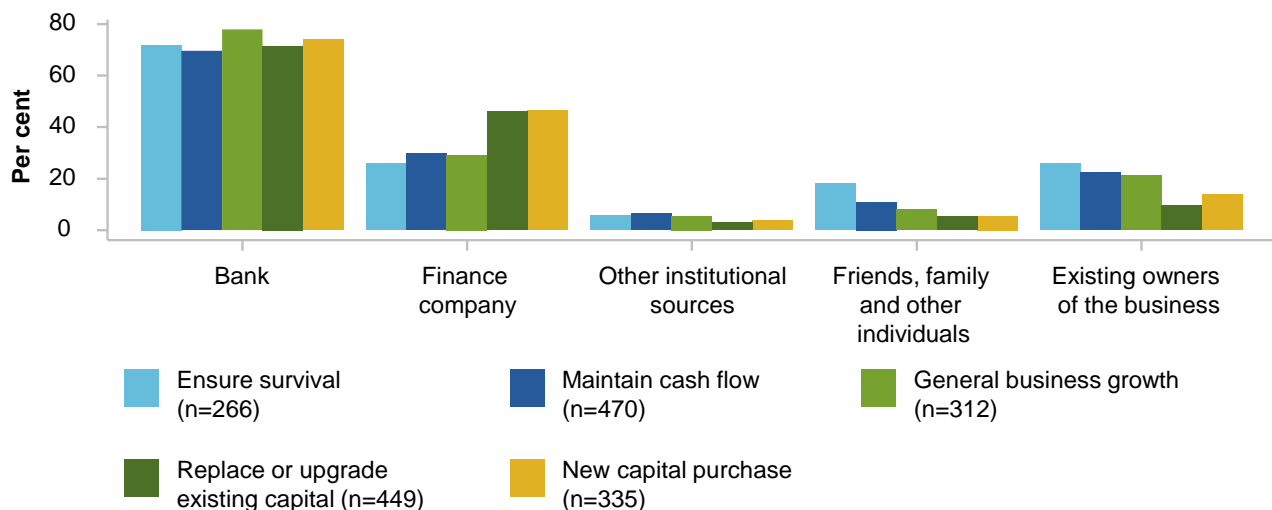 80
60
40
20
0
Per cent
Bank
Finance
company
Other institutional
sources
Friends, family
and other
individuals
Existing owners
of the business
Ensure survival
(n=266)
Maintain cash flow
(n=470)
General business growth
(n=312)
Replace or upgrade
existing capital (n=449)
New capital purchase
(n=335)